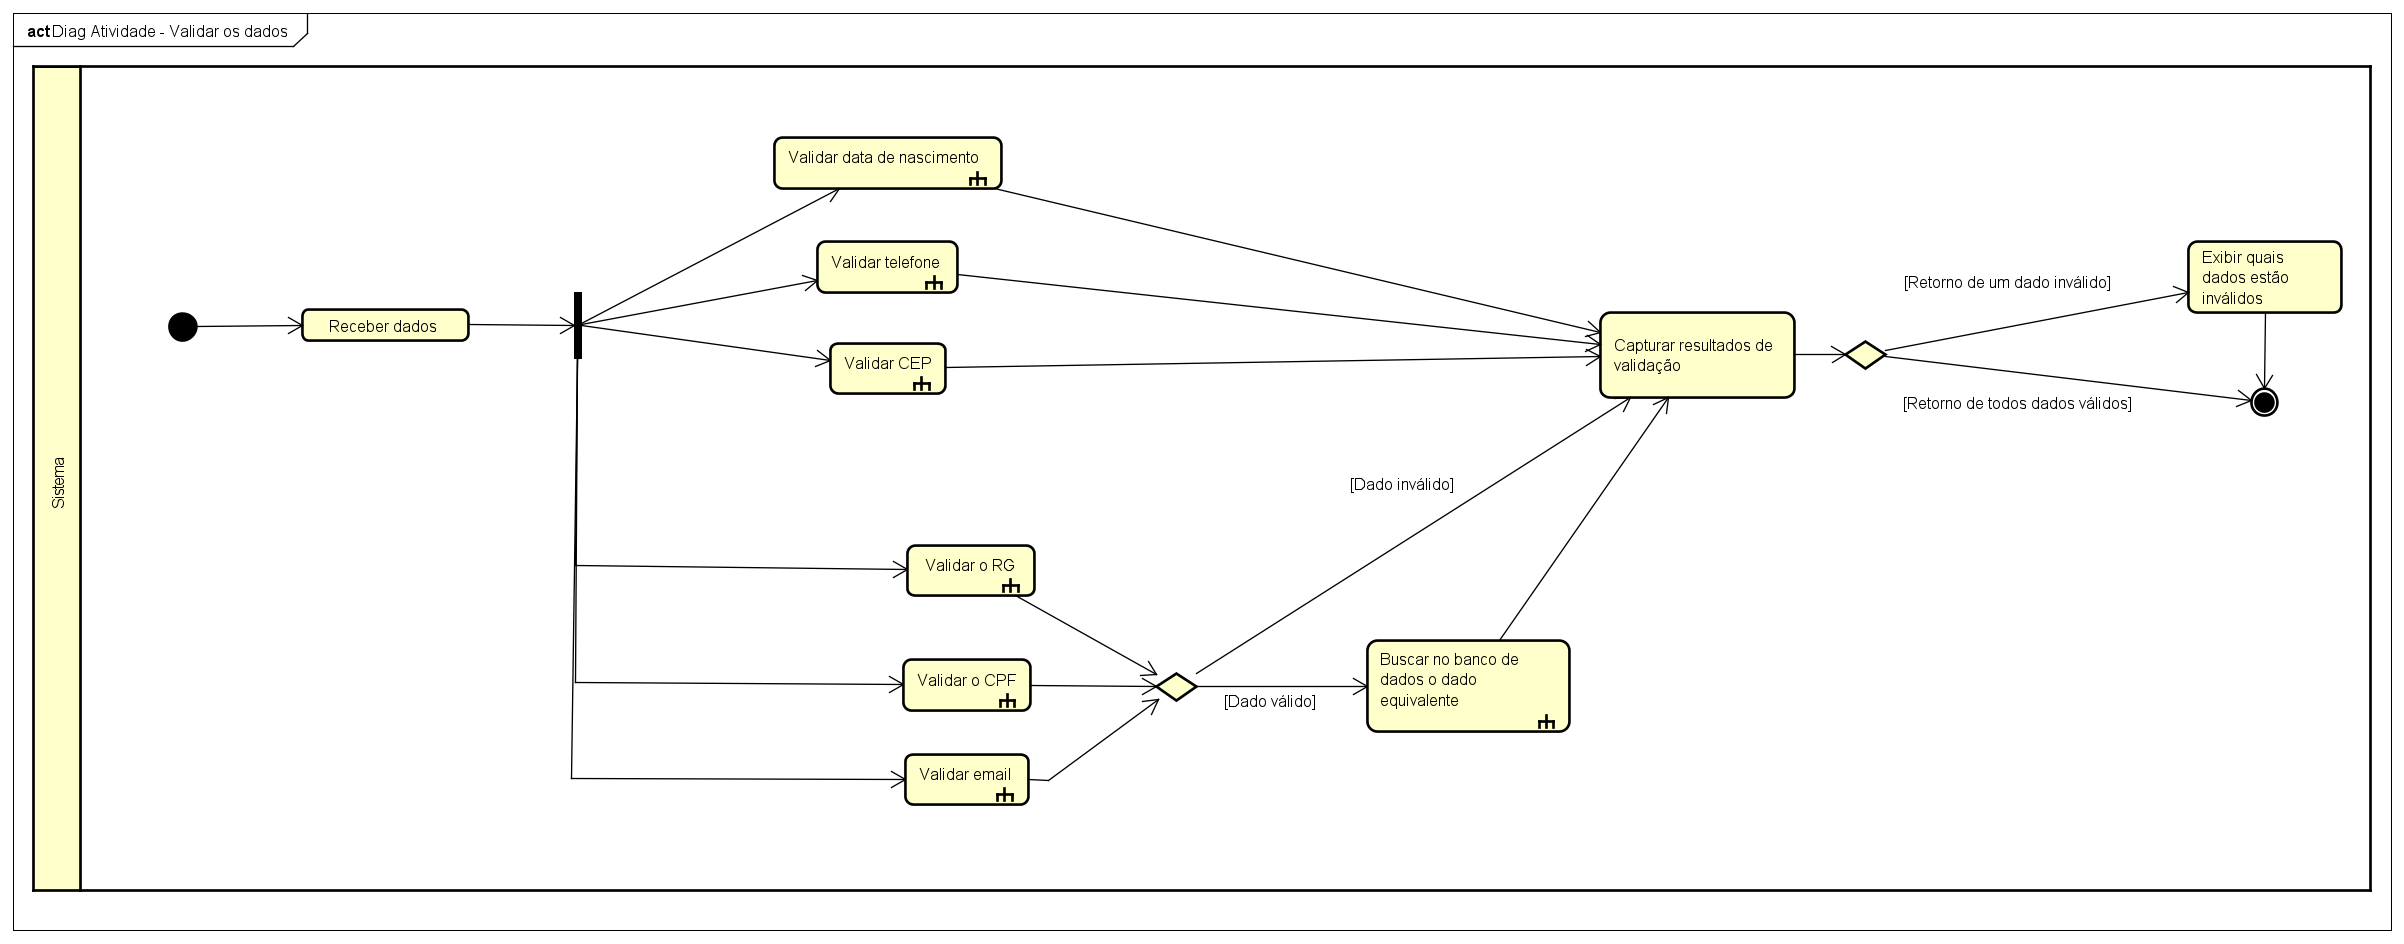 act Diag Atividade - Validar os dados
Sistema
Receber dados
Validar data de nascimento
Validar telefone
Validar CEP
Validar o RG
Validar o CPF
Validar email
[Dado inválido]
[Dado válido]
Buscar no banco de
dados o dado
equivalente
Capturar resultados de
validação
[Retorno de um dado inválido]
[Retorno de todos dados válidos]
Exibir quais
dados estão
inválidos